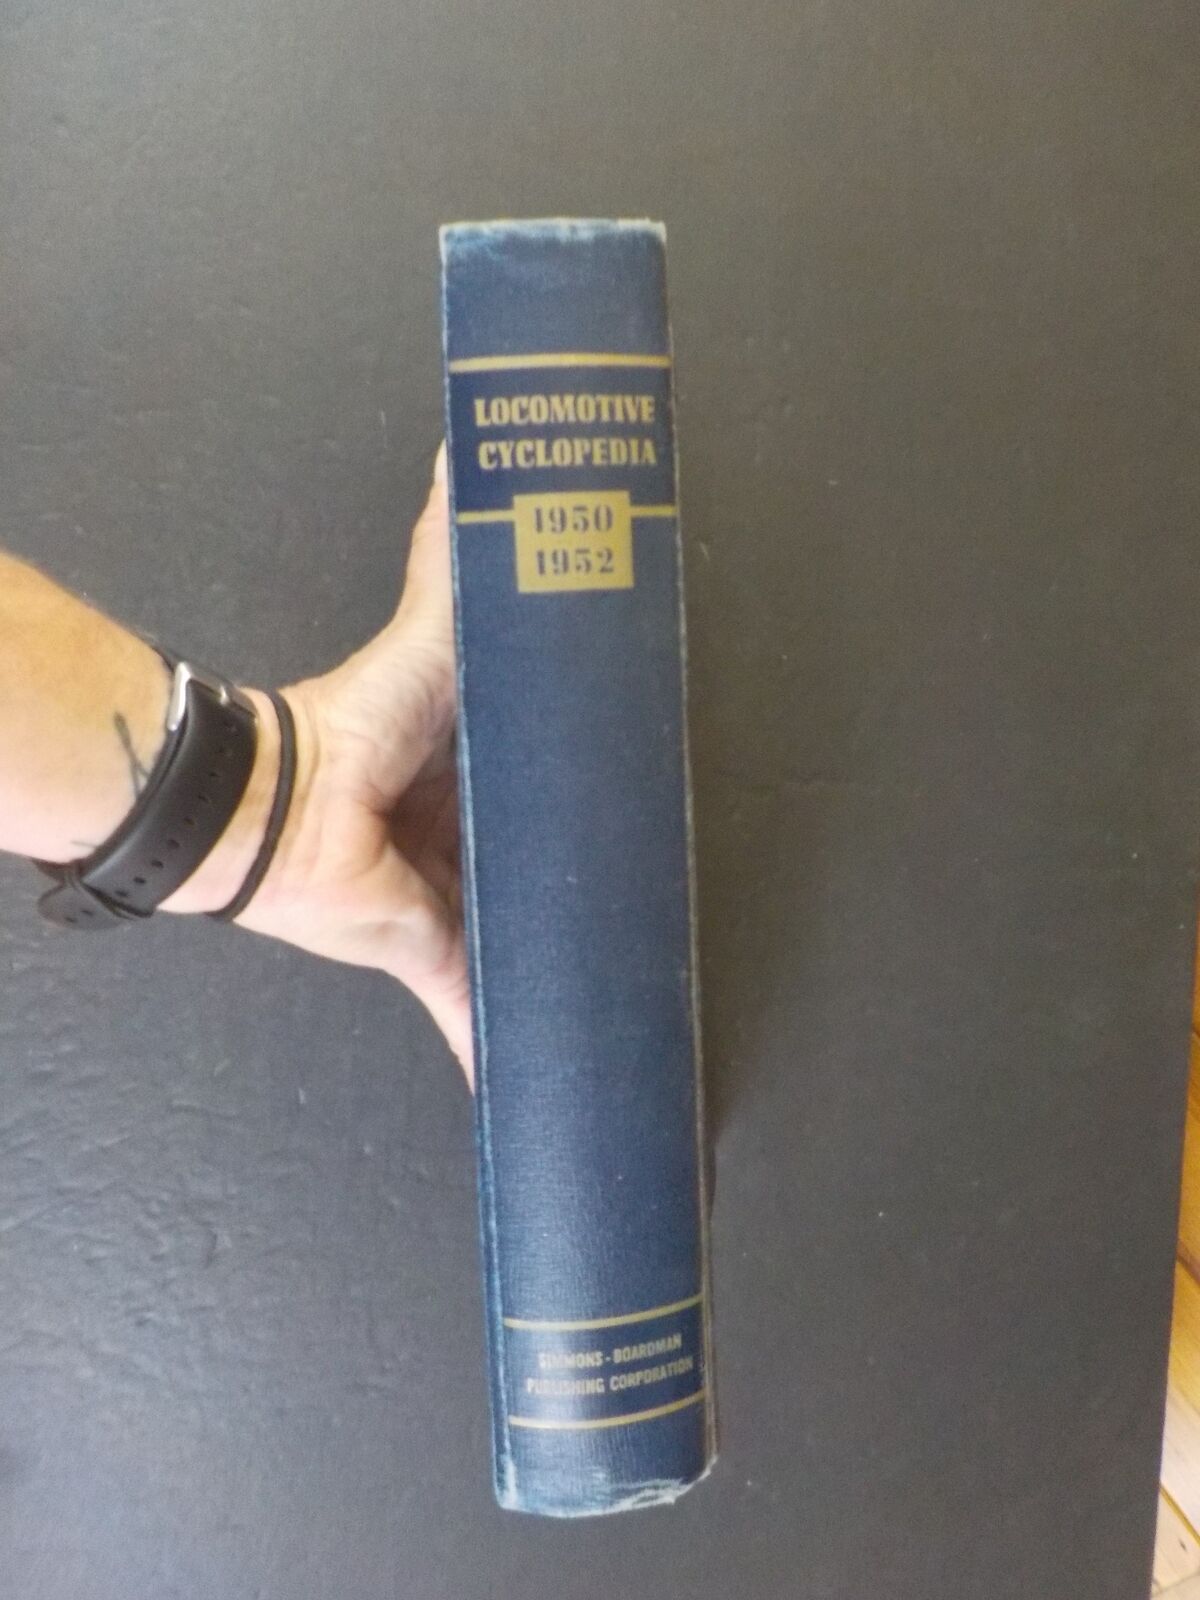 LOCOMOTIVE
CYCLOPEDIA
1950
1952
SIMMONS-BOARDMAN
PUBLISHING CORPORATION